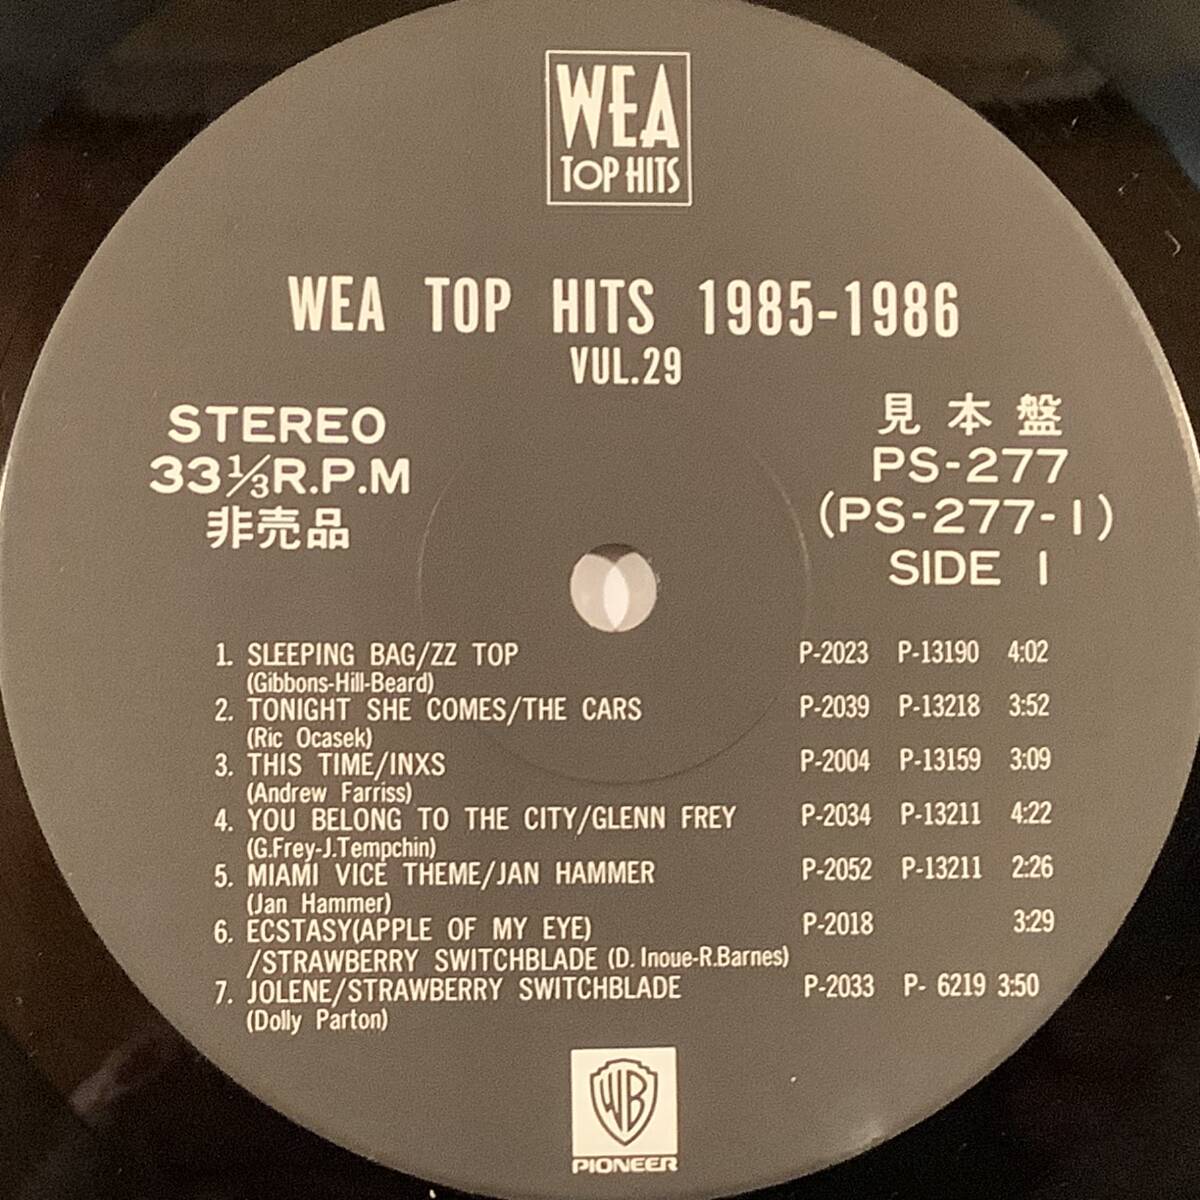 WEA
TOP HITS
WEA TOP HITS 1985-1986
VUL.29
STEREO
33 1/3 R.P.M
非売品
見本盤
PS-277
(PS-277-1)
SIDE 1
1. SLEEPING BAG/ZZ TOP P-2023 P-13190 4:02
(Gibbons-Hill-Beard)
2. TONIGHT SHE COMES/THE CARS P-2039 P-13218 3:52
(Ric Ocasek)
3. THIS TIME/INXS P-2004 P-13159 3:09
(Andrew Farriss)
4. YOU BELONG TO THE CITY/GLENN FREY P-2034 P-13211 4:22
(G.Frey-J.Tempchin)
5. MIAMI VICE THEME/JAN HAMMER P-2052 P-13211 2:26
(Jan Hammer)
6. ECSTASY(APPLE OF MY EYE) P-2018 3:29
/STRAWBERRY SWITCHBLADE (D. Inoue-R.Barnes)
7. JOLENE/STRAWBERRY SWITCHBLADE P-2033 P- 6219 3:50
(Dolly Parton)
WB
PIONEER